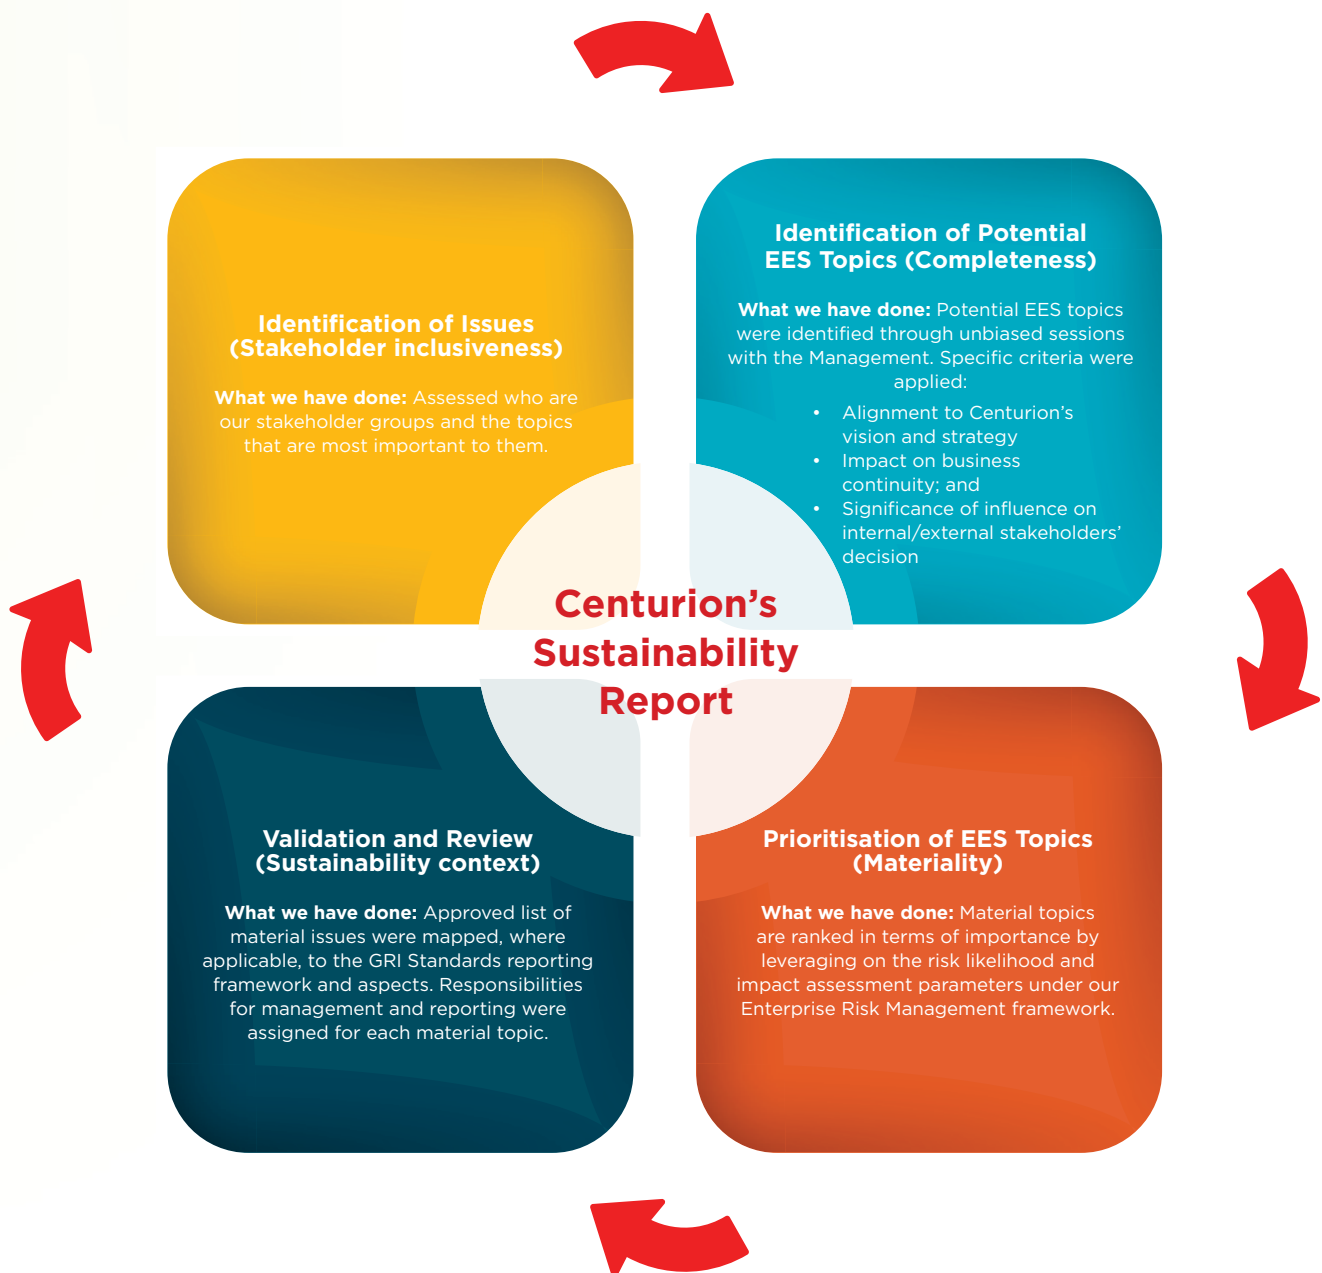 Identification of Issues
(Stakeholder inclusiveness)
What we have done: Assessed who are
our stakeholder groups and the topics
that are most important to them.
Identification of Potential
EES Topics (Completeness)
What we have done: Potential EES topics
were identified through unbiased sessions
with the Management. Specific criteria were
applied:
• Alignment to Centurion’s
vision and strategy
• Impact on business
continuity; and
• Significance of influence on
internal/external stakeholders’
decision
Centurion’s
Sustainability
Report
Validation and Review
(Sustainability context)
What we have done: Approved list of
material issues were mapped, where
applicable, to the GRI Standards reporting
framework and aspects. Responsibilities
for management and reporting were
assigned for each material topic.
Prioritisation of EES Topics
(Materiality)
What we have done: Material topics
are ranked in terms of importance by
leveraging on the risk likelihood and
impact assessment parameters under our
Enterprise Risk Management framework.